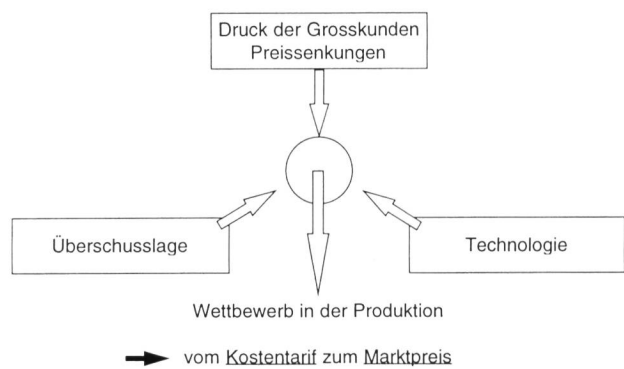 Druck der Grosskunden
Preissenkungen
Überschusslage
Technologie
Wettbewerb in der Produktion
vom Kostentarif zum Marktpreis